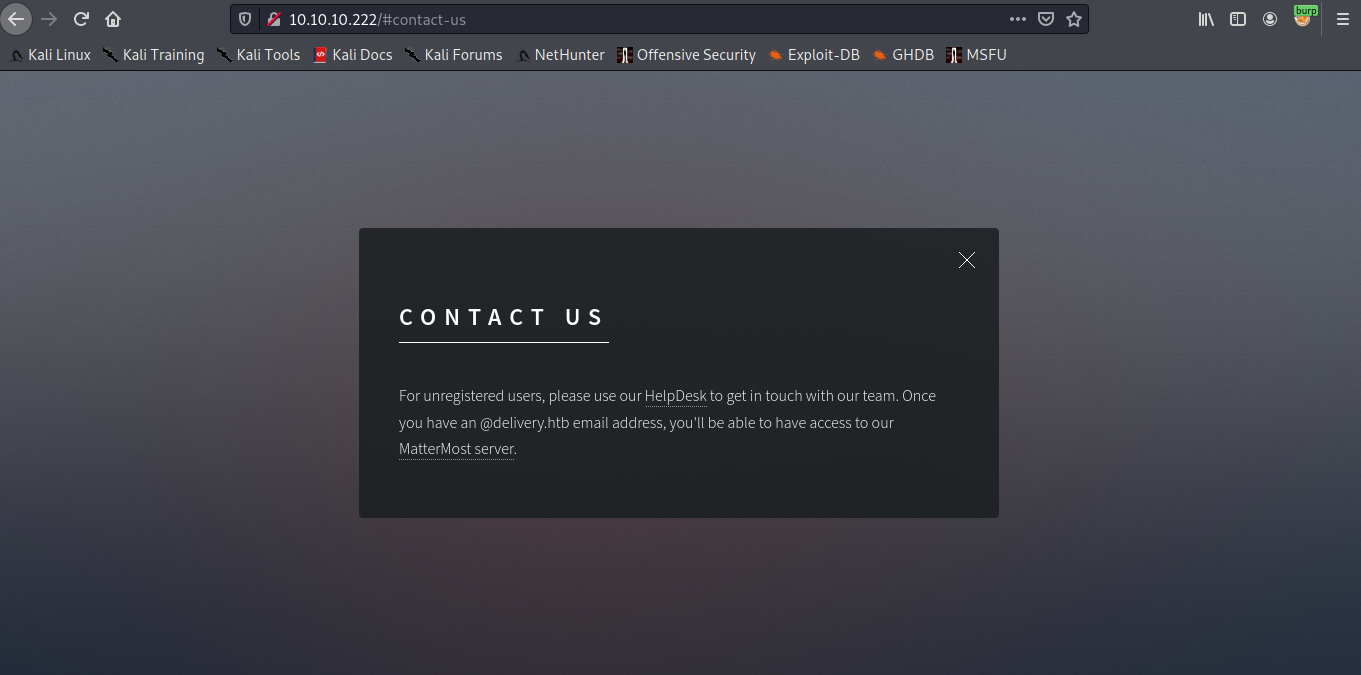 10.10.10.222/#contact-us
burp
Kali Linux Kali Training Kali Tools Kali Docs Kali Forums NetHunter Offensive Security Exploit-DB GHDB MSFU
CONTACT US
For unregistered users, please use our HelpDesk to get in touch with our team. Once
you have an @delivery.htb email address, you'll be able to have access to our
MatterMost server.